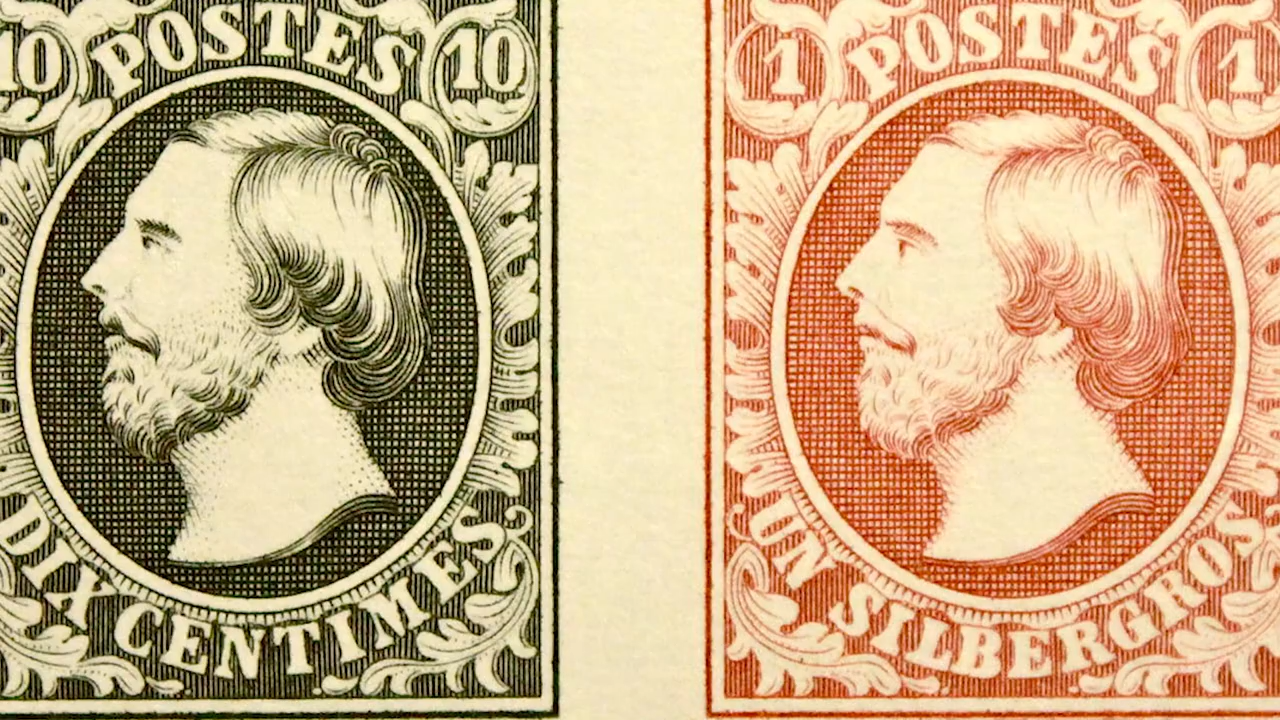 10 POSTES 10
DIX CENTIMES
1 POSTES 1
UN SILBERGROS